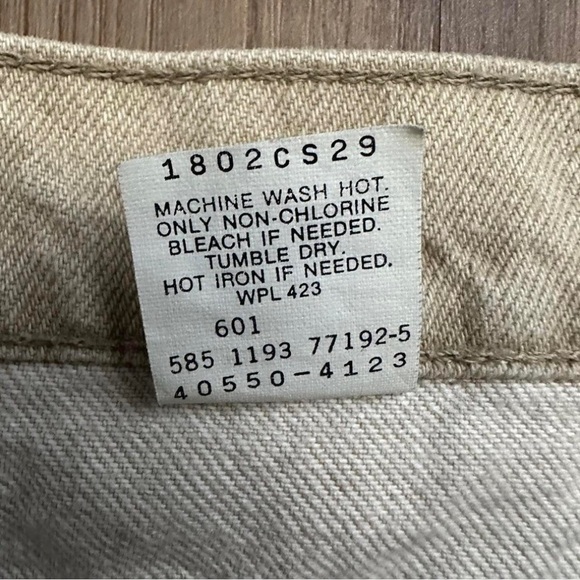 1802CS29
MACHINE WASH HOT.
ONLY NON-CHLORINE
BLEACH IF NEEDED.
TUMBLE DRY.
HOT IRON IF NEEDED.
WPL 423
601
585 1193 77192-5
40550-4123